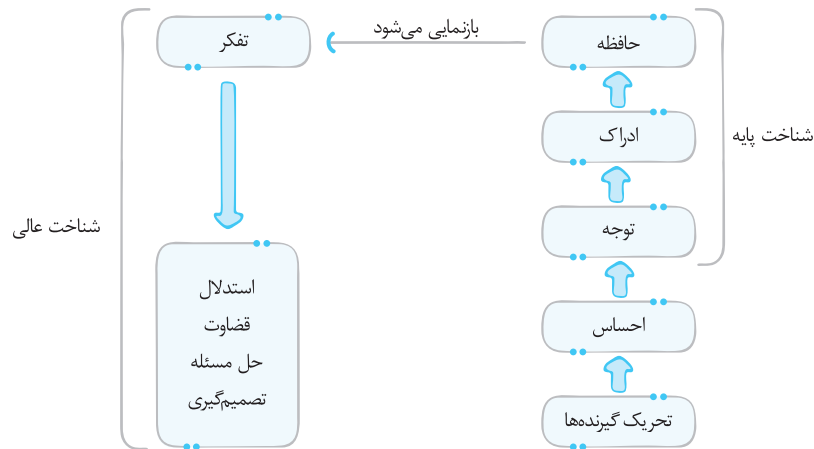 بازنمایی می‌شود
حافظه
تفکر
ادراک
شناخت پایه
توجه
شناخت عالی
احساس
استدلال
قضاوت
حل مسئله
تصمیم‌گیری
تحریک گیرنده‌ها